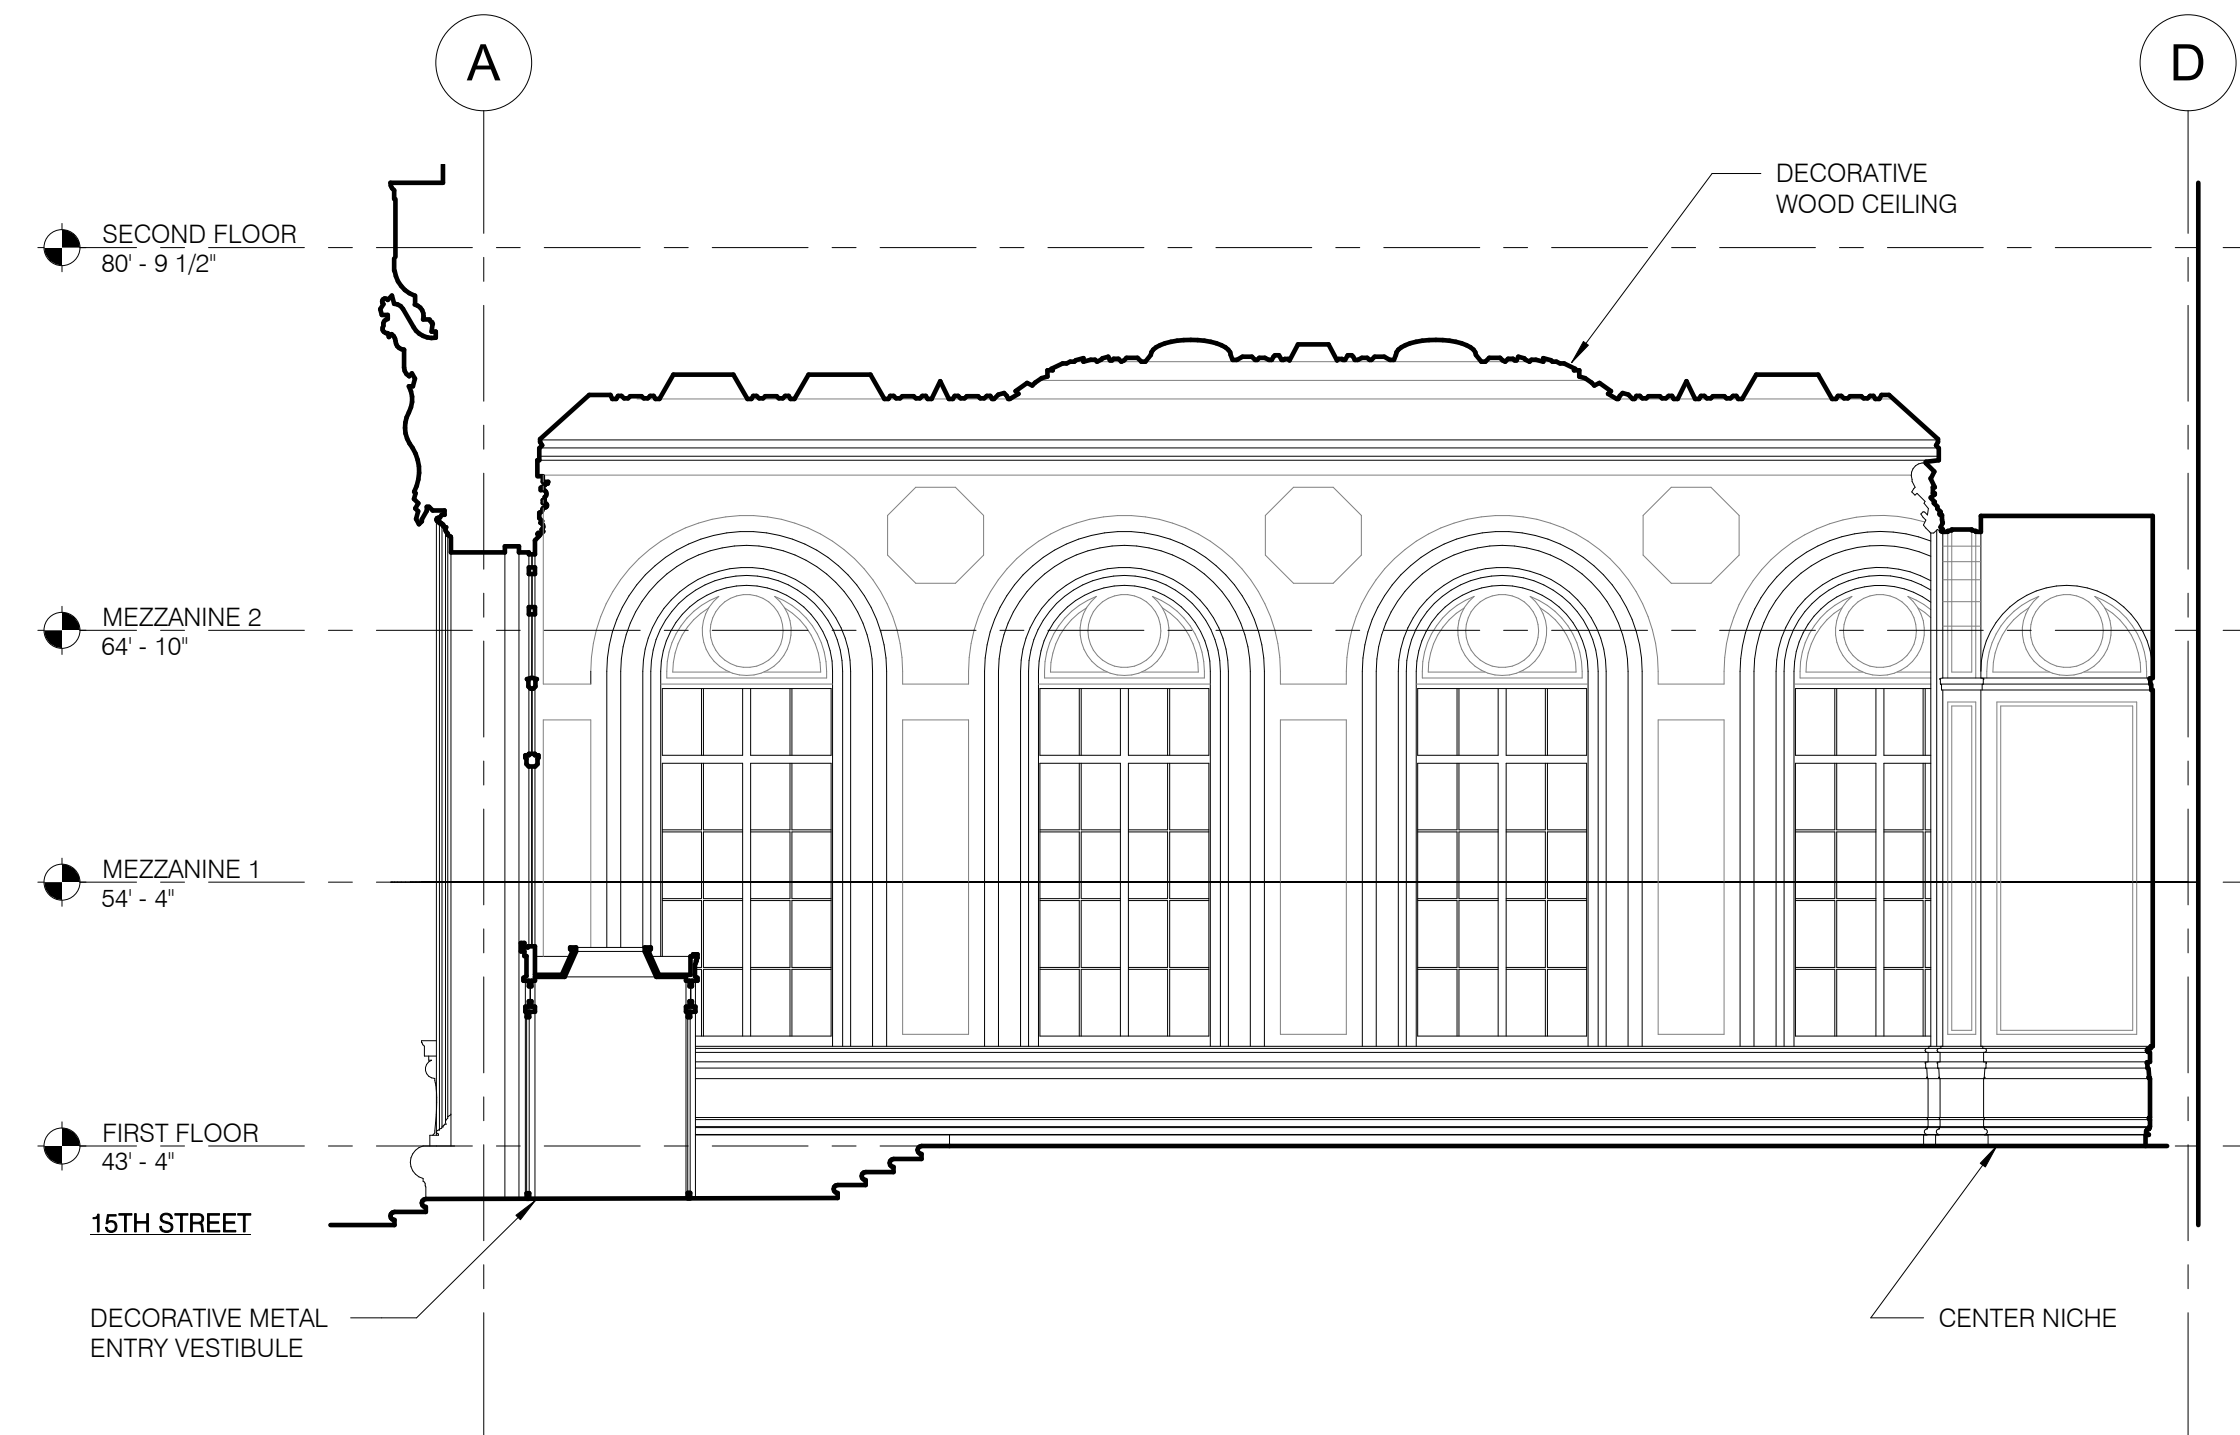 A
D
DECORATIVE
WOOD CEILING
SECOND FLOOR
80' - 9 1/2"
MEZZANINE 2
64' - 10"
MEZZANINE 1
54' - 4"
FIRST FLOOR
43' - 4"
15TH STREET
DECORATIVE METAL
ENTRY VESTIBULE
CENTER NICHE